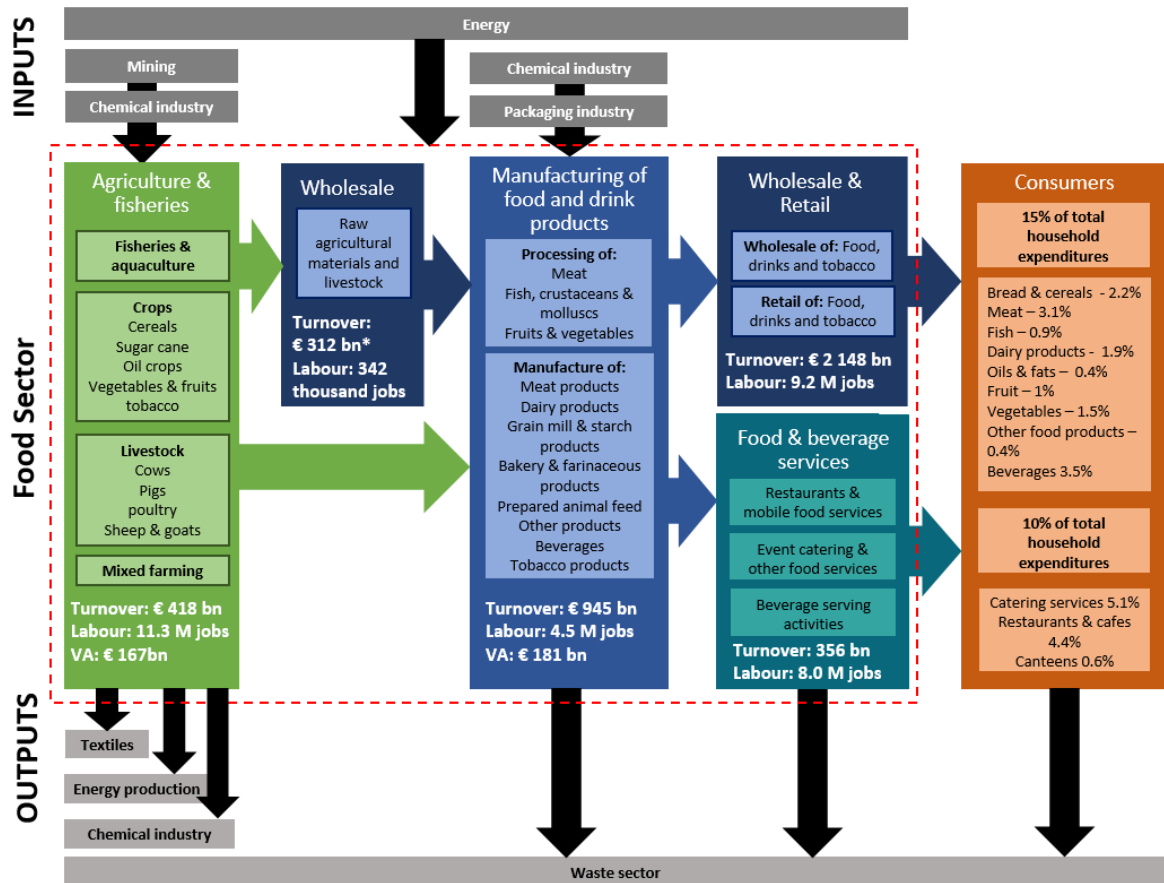 INPUTS
Energy
Mining
Chemical industry
Chemical industry
Packaging industry
Food Sector
Agriculture &
fisheries
Fisheries &
aquaculture
Crops
Cereals
Sugar cane
Oil crops
Vegetables & fruits
tobacco
Livestock
Cows
Pigs
poultry
Sheep & goats
Mixed farming
Turnover: € 418 bn
Labour: 11.3 M jobs
VA: € 167bn
Wholesale
Raw
agricultural
materials and
livestock
Turnover:
€ 312 bn*
Labour: 342
thousand jobs
Manufacturing of
food and drink
products
Processing of:
Meat
Fish, crustaceans &
molluscs
Fruits & vegetables
Manufacture of:
Meat products
Dairy products
Grain mill & starch
products
Bakery & farinaceous
products
Prepared animal feed
Other products
Beverages
Tobacco products
Turnover: € 945 bn
Labour: 4.5 M jobs
VA: € 181 bn
Wholesale &
Retail
Wholesale of: Food,
drinks and tobacco
Retail of: Food,
drinks and tobacco
Turnover: € 2 148 bn
Labour: 9.2 M jobs
Food & beverage
services
Restaurants &
mobile food services
Event catering &
other food services
Beverage serving
activities
Turnover: 356 bn
Labour: 8.0 M jobs
Consumers
15% of total
household
expenditures
Bread & cereals - 2.2%
Meat – 3.1%
Fish – 0.9%
Dairy products - 1.9%
Oils & fats – 0.4%
Fruit – 1%
Vegetables – 1.5%
Other food products –
0.4%
Beverages 3.5%
10% of total
household
expenditures
Catering services 5.1%
Restaurants & cafes
4.4%
Canteens 0.6%
OUTPUTS
Textiles
Energy production
Chemical industry
Waste sector